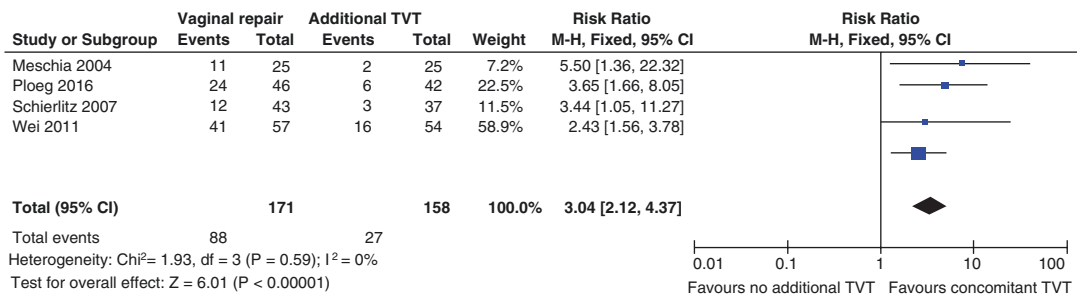 Vaginal repair Additional TVT Risk Ratio Risk Ratio
Study or Subgroup Events Total Events Total Weight M-H, Fixed, 95% CI M-H, Fixed, 95% CI
Meschia 2004 11 25 2 25 7.2% 5.50 [1.36, 22.32]
Ploeg 2016 24 46 6 42 22.5% 3.65 [1.66, 8.05]
Schierlitz 2007 12 43 3 37 11.5% 3.44 [1.05, 11.27]
Wei 2011 41 57 16 54 58.9% 2.43 [1.56, 3.78]
Total (95% CI) 171 158 100.0% 3.04 [2.12, 4.37]
Total events 88 27
Heterogeneity: Chi²= 1.93, df = 3 (P = 0.59); I² = 0%
Test for overall effect: Z = 6.01 (P < 0.00001)
0.01 0.1 1 10 100
Favours no additional TVT Favours concomitant TVT